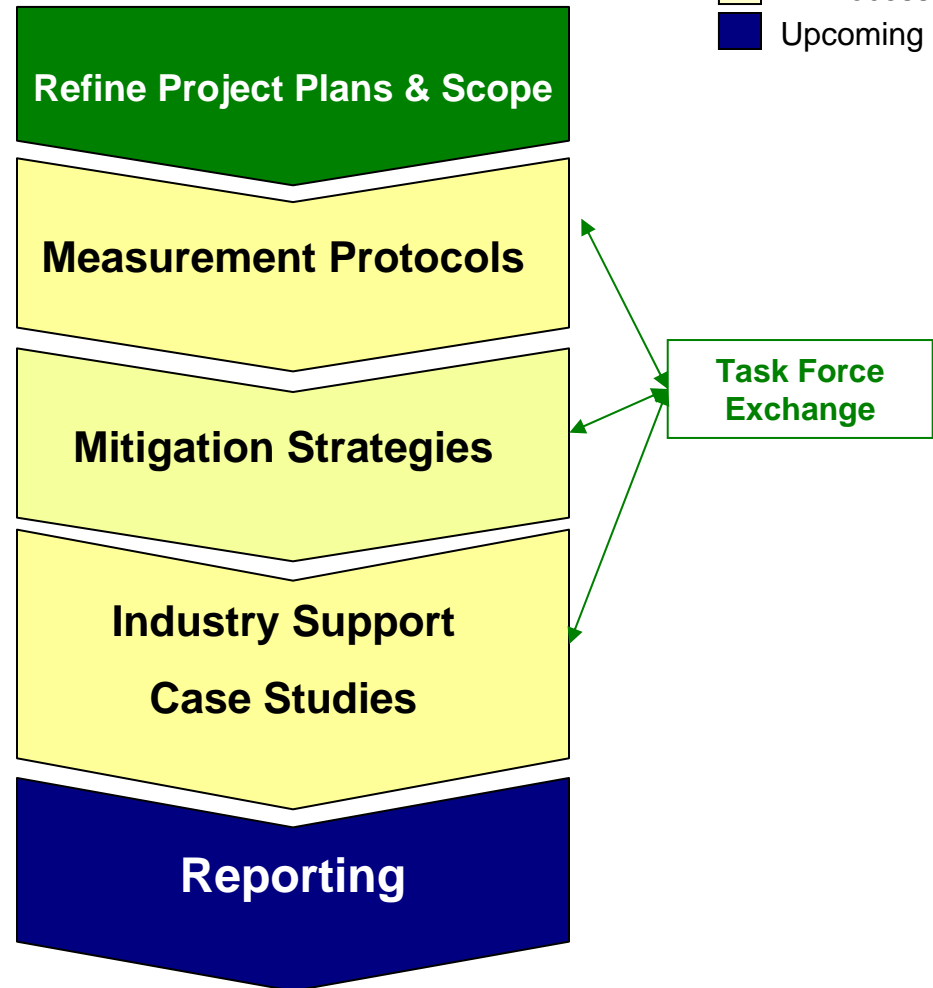 Upcoming
Refine Project Plans & Scope
Measurement Protocols
Mitigation Strategies
Task Force
Exchange
Industry Support
Case Studies
Reporting